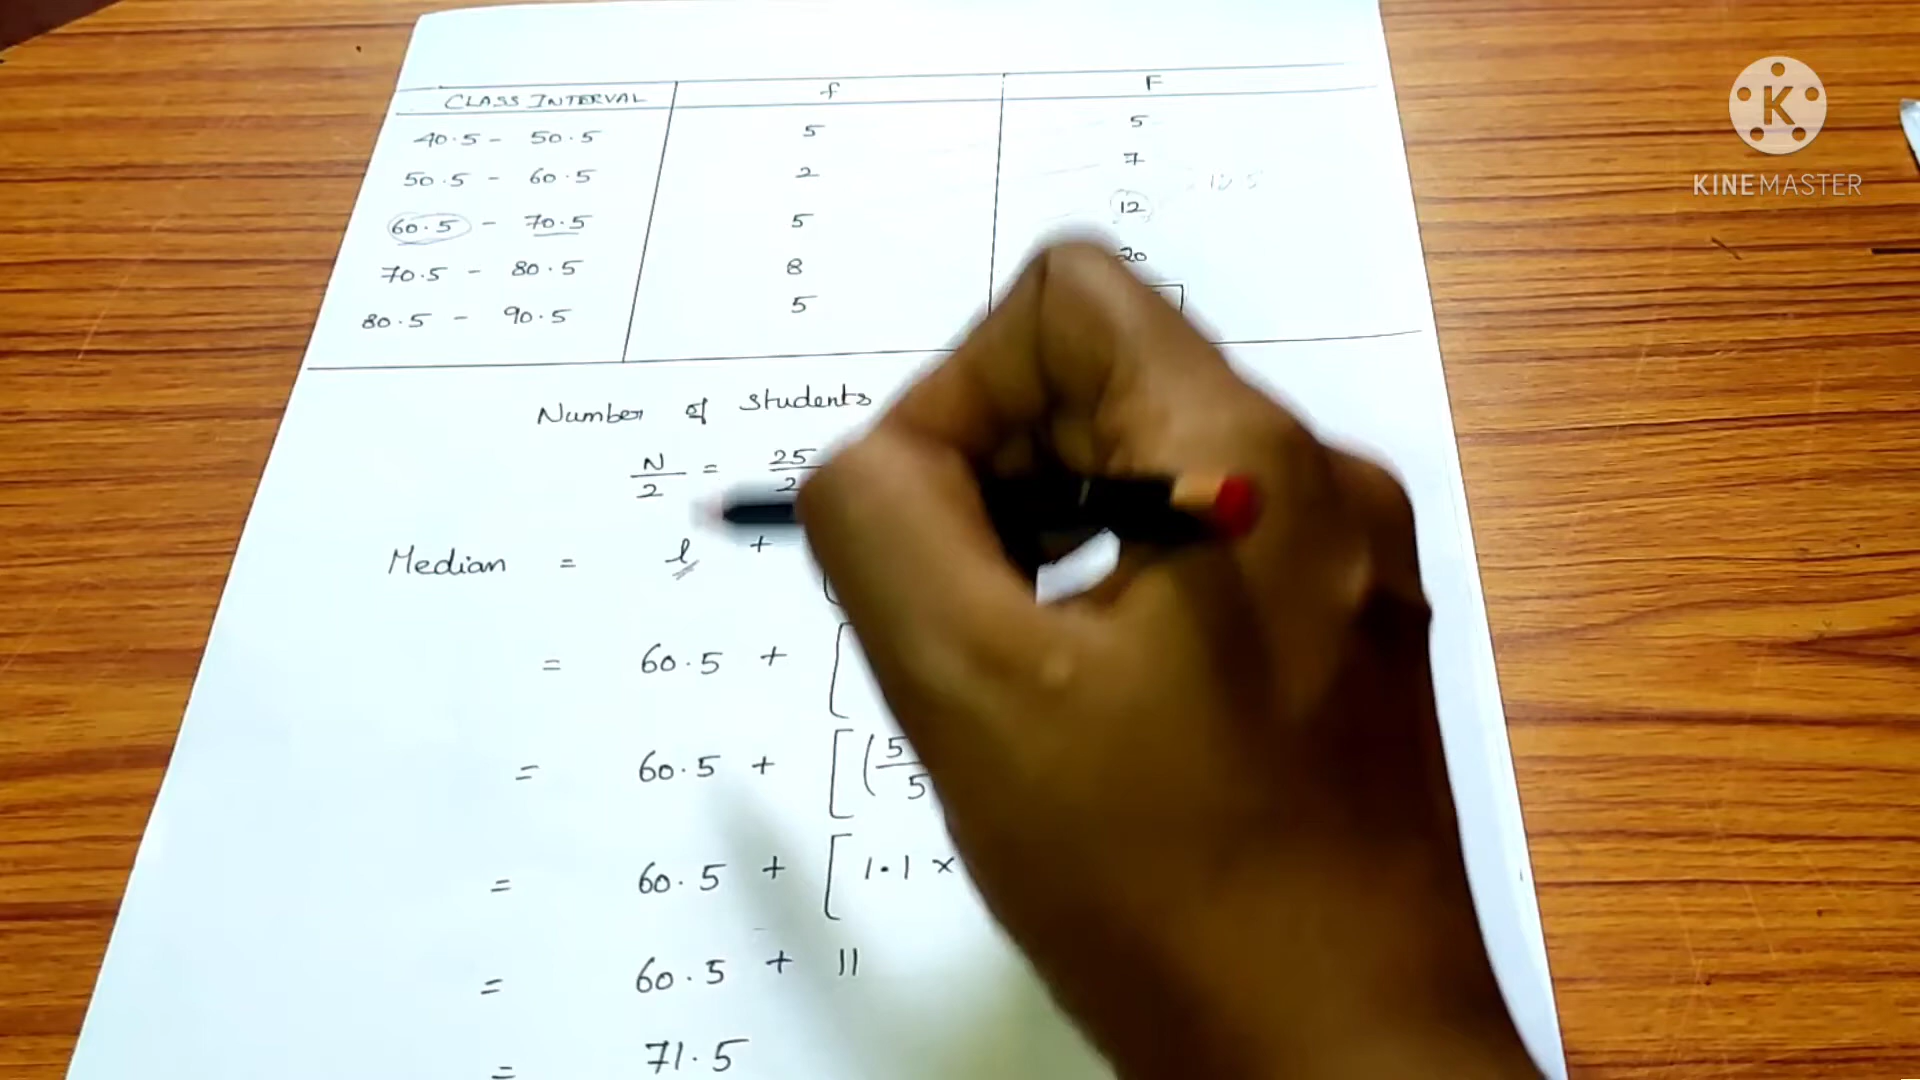 CLASS INTERVAL f F
40.5 - 50.5 5 5
50.5 - 60.5 2 7
60.5 - 70.5 5 12
70.5 - 80.5 8 20
80.5 - 90.5 5
Number of Students
N/2 = 25/2
Median = l +
= 60.5 + [
= 60.5 + [(5 / 5
= 60.5 + [1.1 ×
= 60.5 + 11
= 71.5
KINEMASTER